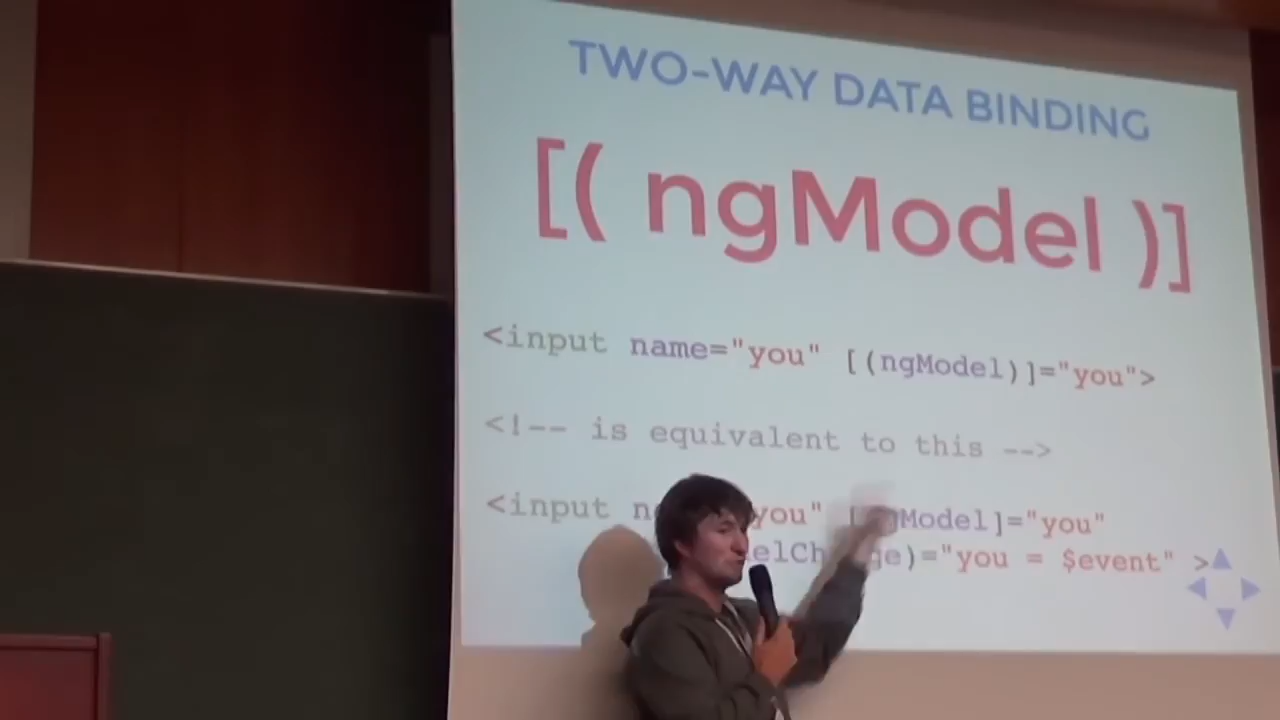 TWO-WAY DATA BINDING
[( ngModel )]
<input name="you" [(ngModel)]="you">
<!-- is equivalent to this -->
<input you" Model]="you"
)="you = $event" >